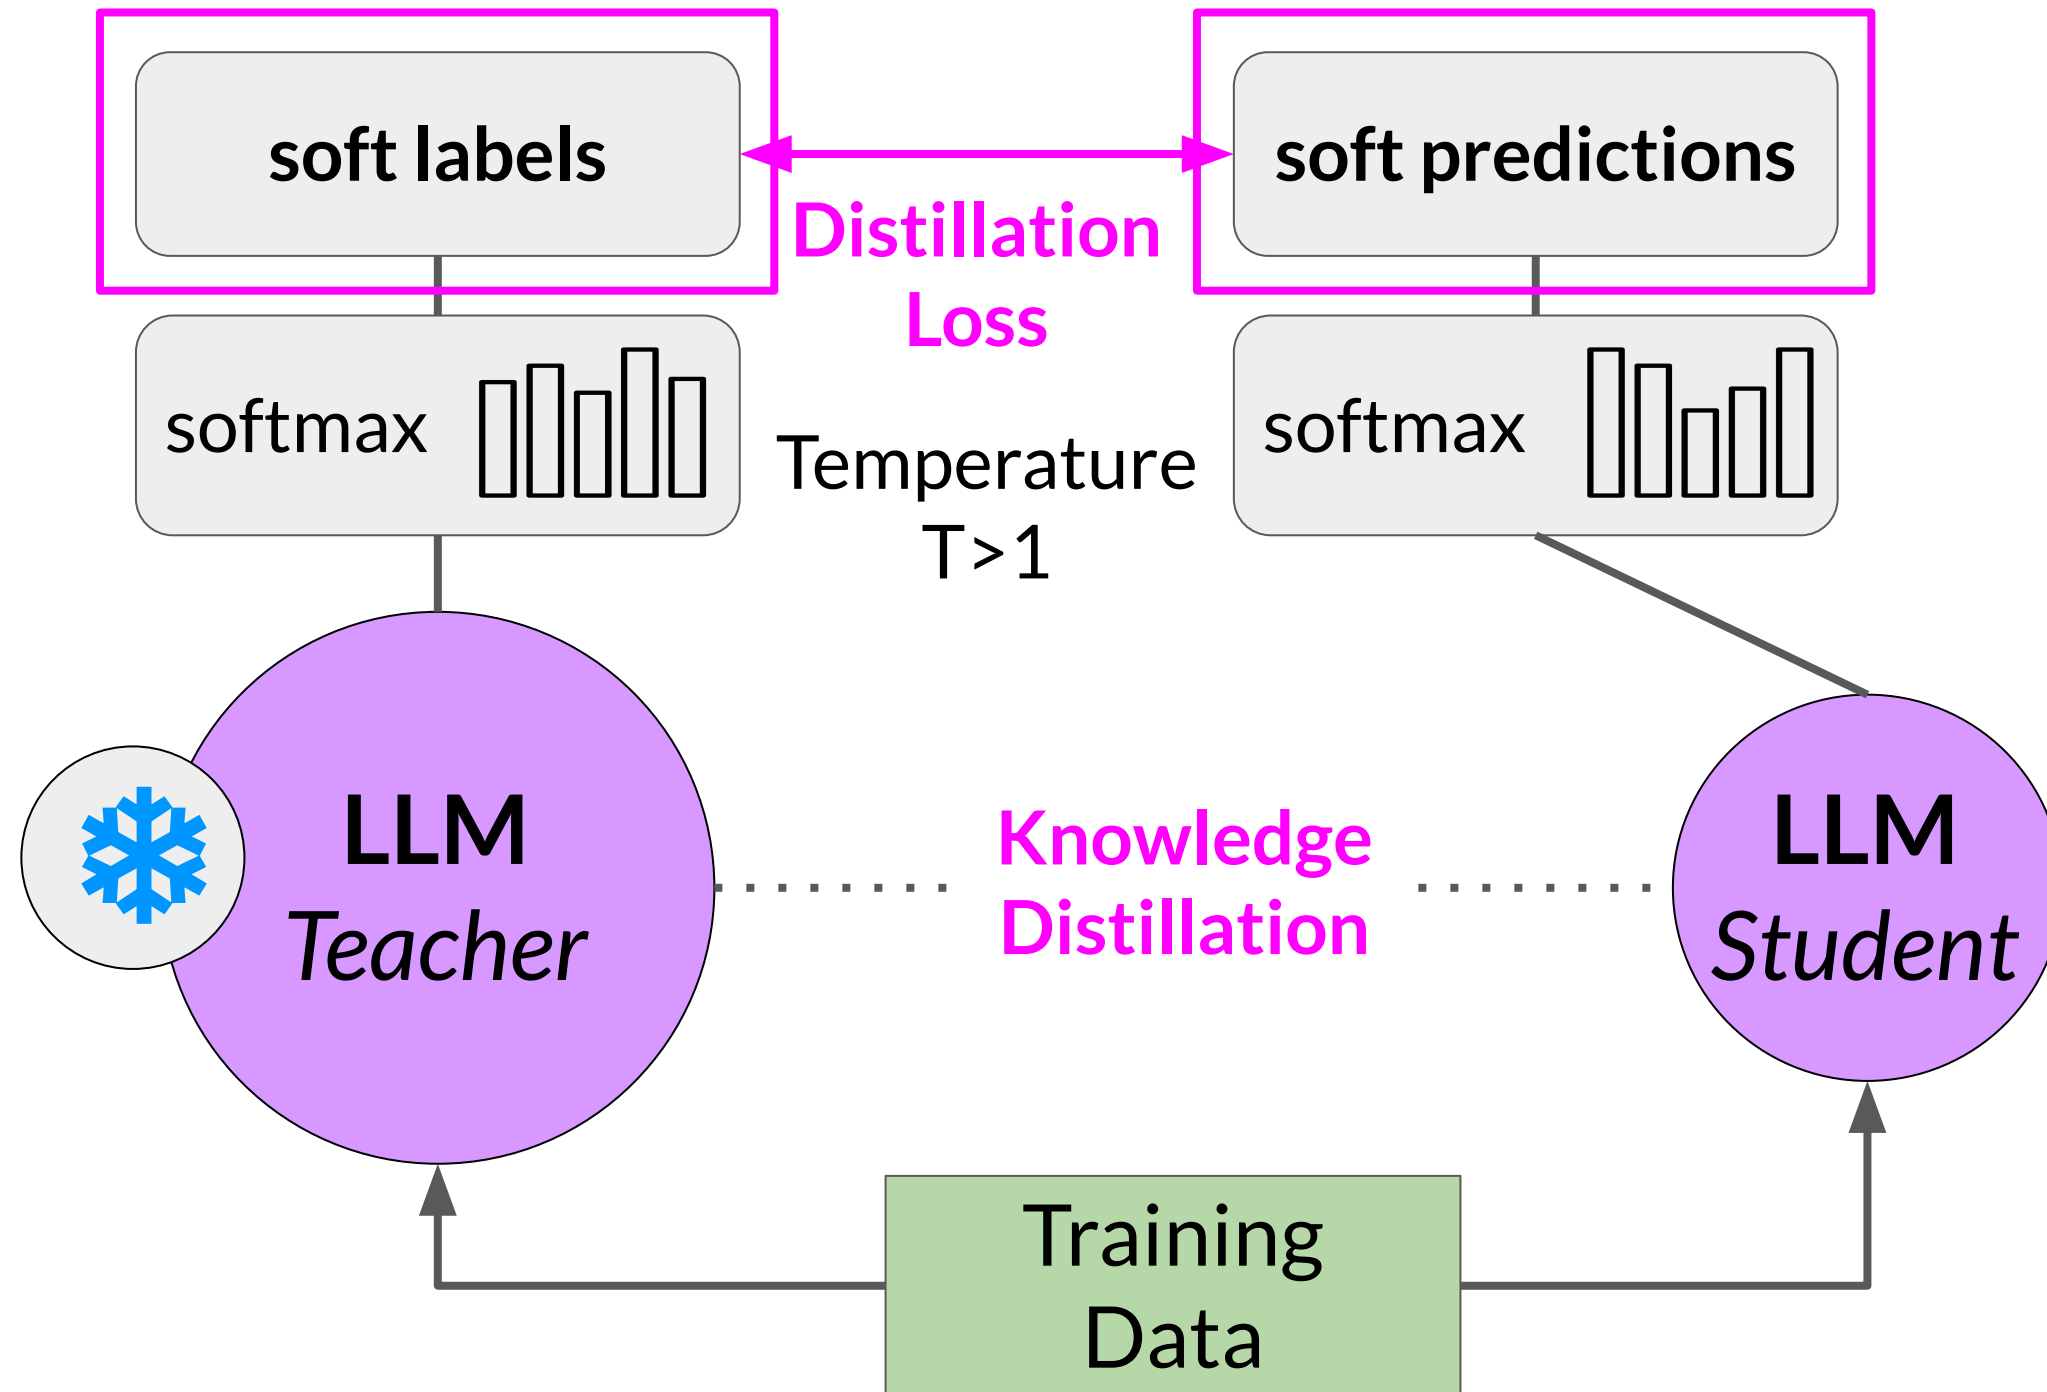 soft labels
soft predictions
Distillation
Loss
softmax
Temperature
T>1
softmax
LLM
Teacher
Knowledge
Distillation
LLM
Student
Training
Data